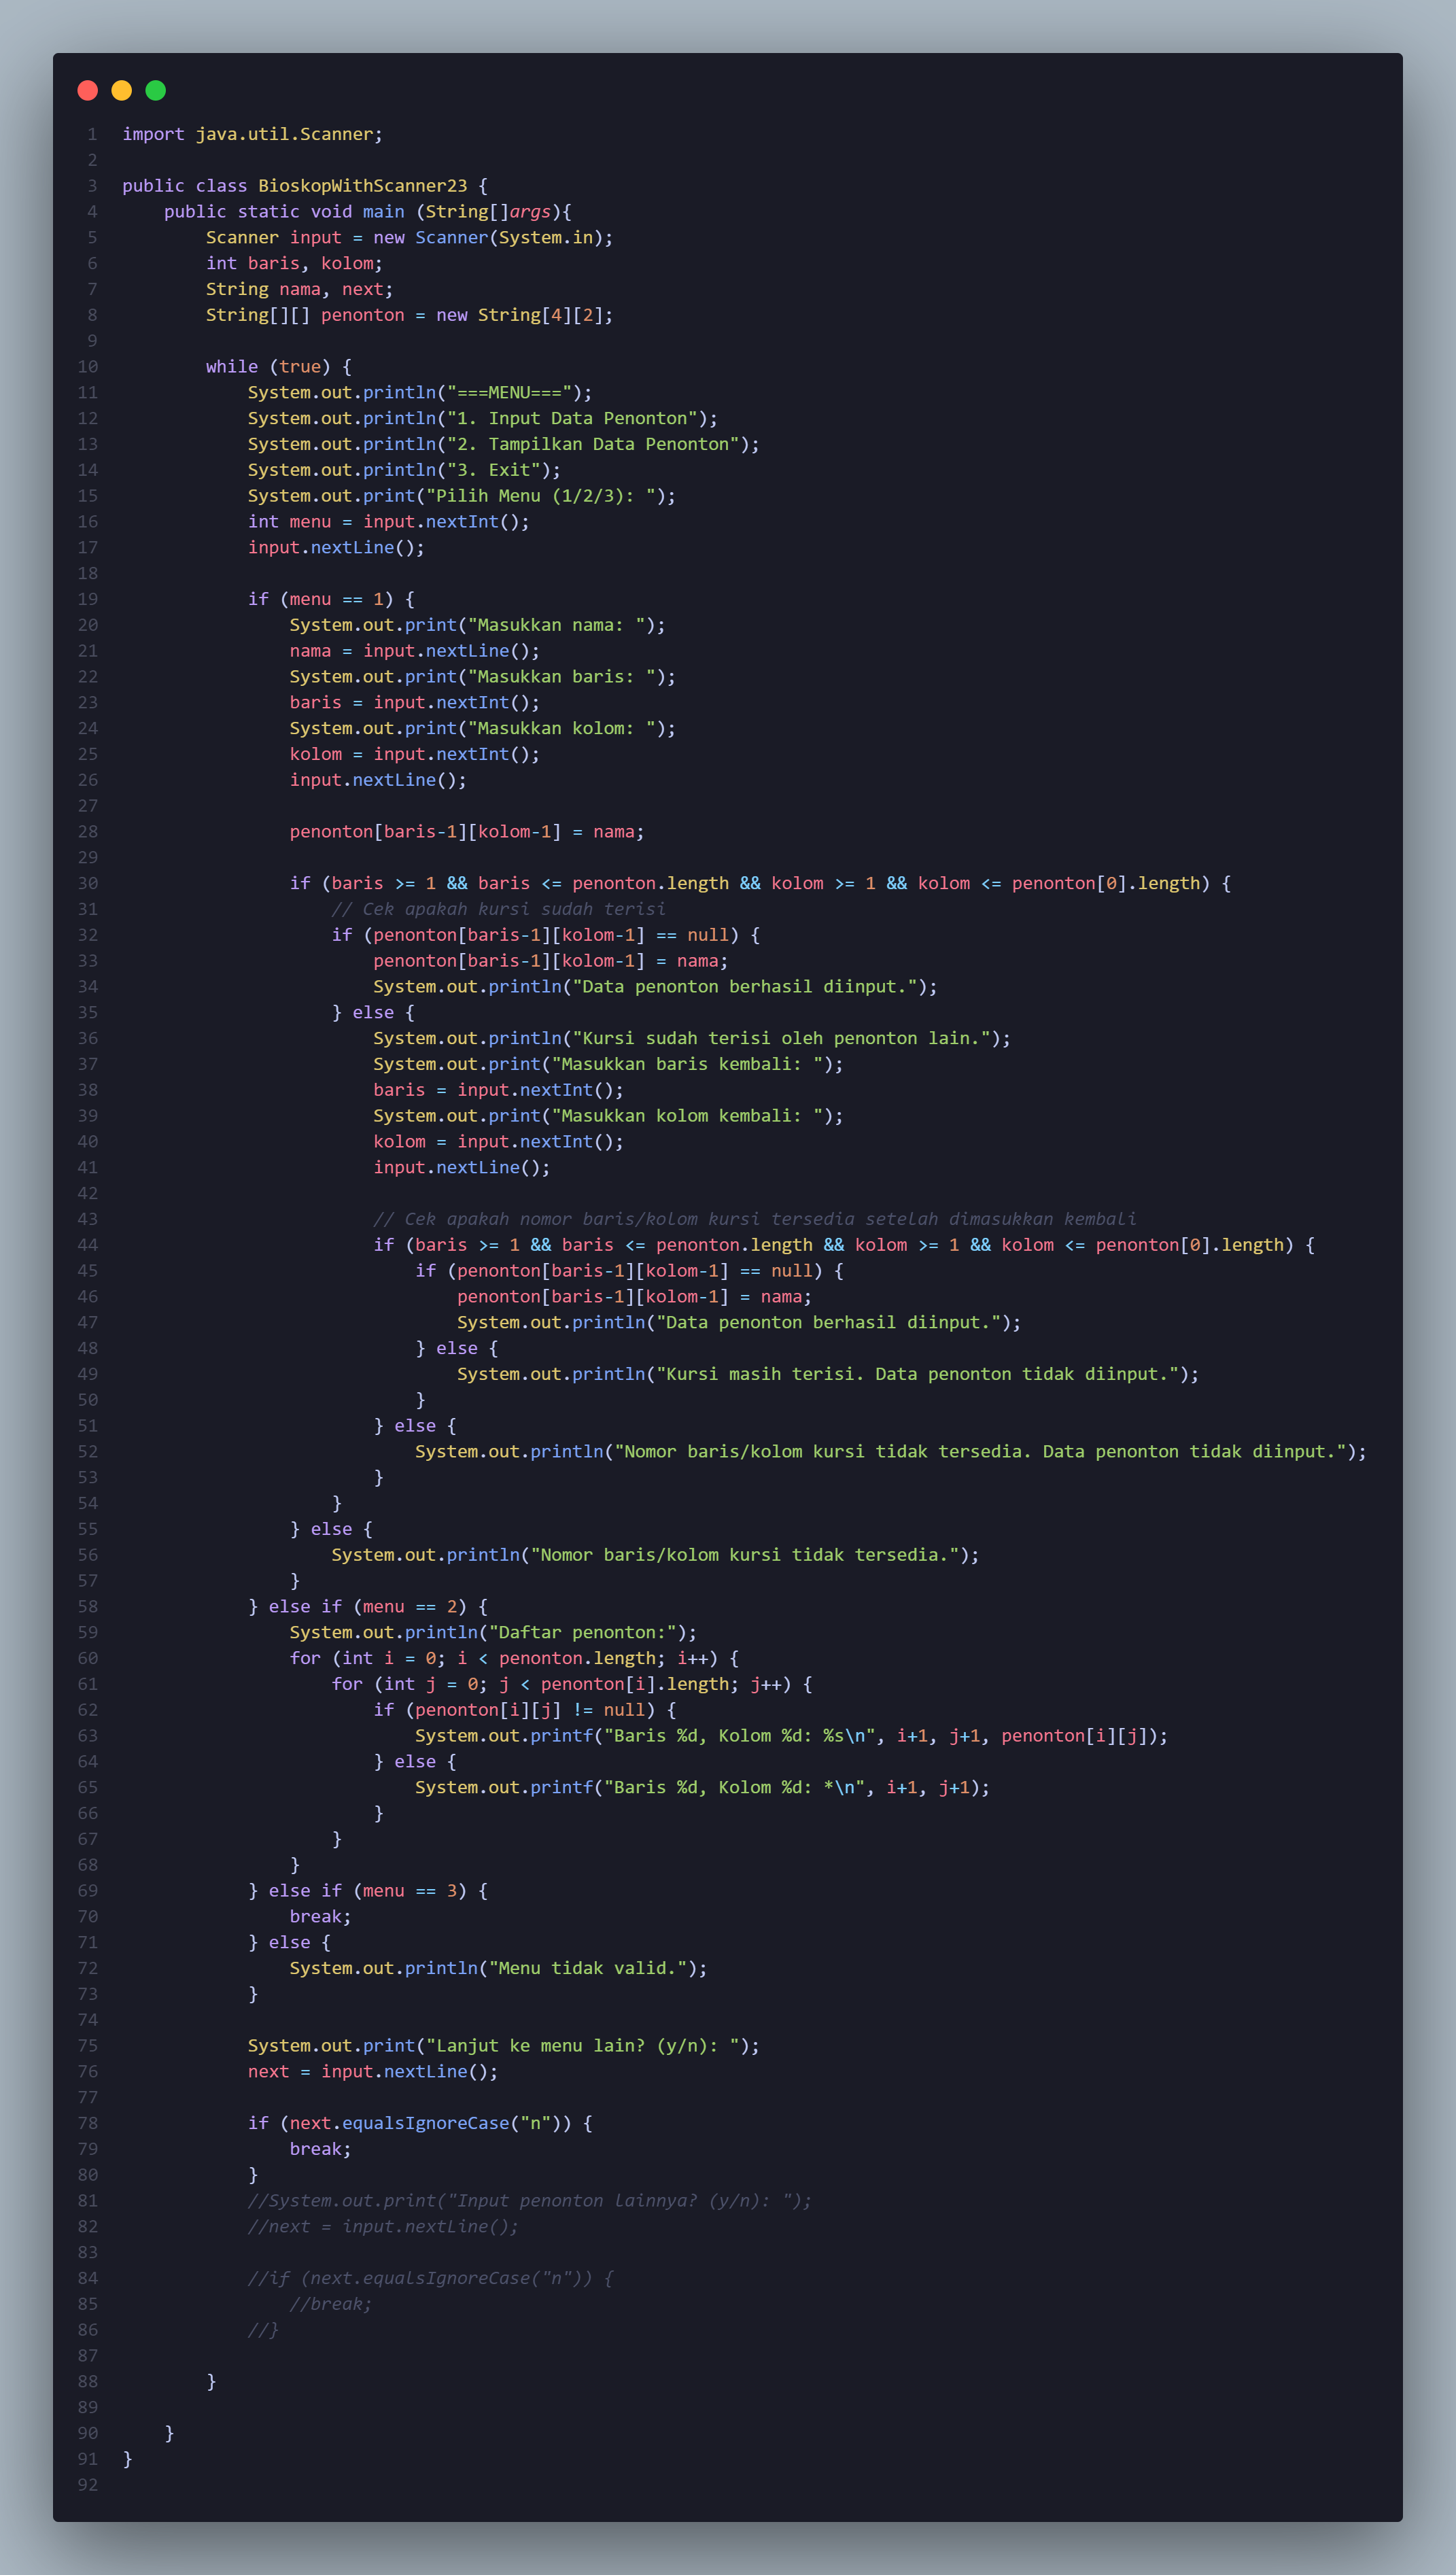 1 import java.util.Scanner;
2
3 public class BioskopWithScanner23 {
4     public static void main (String[]args){
5         Scanner input = new Scanner(System.in);
6         int baris, kolom;
7         String nama, next;
8         String[][] penonton = new String[4][2];
9
10         while (true) {
11             System.out.println("===MENU===");
12             System.out.println("1. Input Data Penonton");
13             System.out.println("2. Tampilkan Data Penonton");
14             System.out.println("3. Exit");
15             System.out.print("Pilih Menu (1/2/3): ");
16             int menu = input.nextInt();
17             input.nextLine();
18
19             if (menu == 1) {
20                 System.out.print("Masukkan nama: ");
21                 nama = input.nextLine();
22                 System.out.print("Masukkan baris: ");
23                 baris = input.nextInt();
24                 System.out.print("Masukkan kolom: ");
25                 kolom = input.nextInt();
26                 input.nextLine();
27
28                 penonton[baris-1][kolom-1] = nama;
29
30                 if (baris >= 1 && baris <= penonton.length && kolom >= 1 && kolom <= penonton[0].length) {
31                     // Cek apakah kursi sudah terisi
32                     if (penonton[baris-1][kolom-1] == null) {
33                         penonton[baris-1][kolom-1] = nama;
34                         System.out.println("Data penonton berhasil diinput.");
35                     } else {
36                         System.out.println("Kursi sudah terisi oleh penonton lain.");
37                         System.out.print("Masukkan baris kembali: ");
38                         baris = input.nextInt();
39                         System.out.print("Masukkan kolom kembali: ");
40                         kolom = input.nextInt();
41                         input.nextLine();
42
43                         // Cek apakah nomor baris/kolom kursi tersedia setelah dimasukkan kembali
44                         if (baris >= 1 && baris <= penonton.length && kolom >= 1 && kolom <= penonton[0].length) {
45                             if (penonton[baris-1][kolom-1] == null) {
46                                 penonton[baris-1][kolom-1] = nama;
47                                 System.out.println("Data penonton berhasil diinput.");
48                             } else {
49                                 System.out.println("Kursi masih terisi. Data penonton tidak diinput.");
50                             }
51                         } else {
52                             System.out.println("Nomor baris/kolom kursi tidak tersedia. Data penonton tidak diinput.");
53                         }
54                     }
55                 } else {
56                     System.out.println("Nomor baris/kolom kursi tidak tersedia.");
57                 }
58             } else if (menu == 2) {
59                 System.out.println("Daftar penonton:");
60                 for (int i = 0; i < penonton.length; i++) {
61                     for (int j = 0; j < penonton[i].length; j++) {
62                         if (penonton[i][j] != null) {
63                             System.out.printf("Baris %d, Kolom %d: %s\n", i+1, j+1, penonton[i][j]);
64                         } else {
65                             System.out.printf("Baris %d, Kolom %d: *\n", i+1, j+1);
66                         }
67                     }
68                 }
69             } else if (menu == 3) {
70                 break;
71             } else {
72                 System.out.println("Menu tidak valid.");
73             }
74
75             System.out.print("Lanjut ke menu lain? (y/n): ");
76             next = input.nextLine();
77
78             if (next.equalsIgnoreCase("n")) {
79                 break;
80             }
81             //System.out.print("Input penonton lainnya? (y/n): ");
82             //next = input.nextLine();
83
84             //if (next.equalsIgnoreCase("n")) {
85                 //break;
86             //}
87
88         }
89
90     }
91 }
92